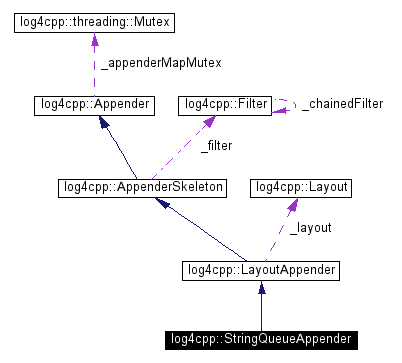 log4cpp::threading::Mutex
_appenderMapMutex
log4cpp::Appender
log4cpp::Filter
_chainedFilter
_filter
log4cpp::AppenderSkeleton
log4cpp::Layout
_layout
log4cpp::LayoutAppender
log4cpp::StringQueueAppender